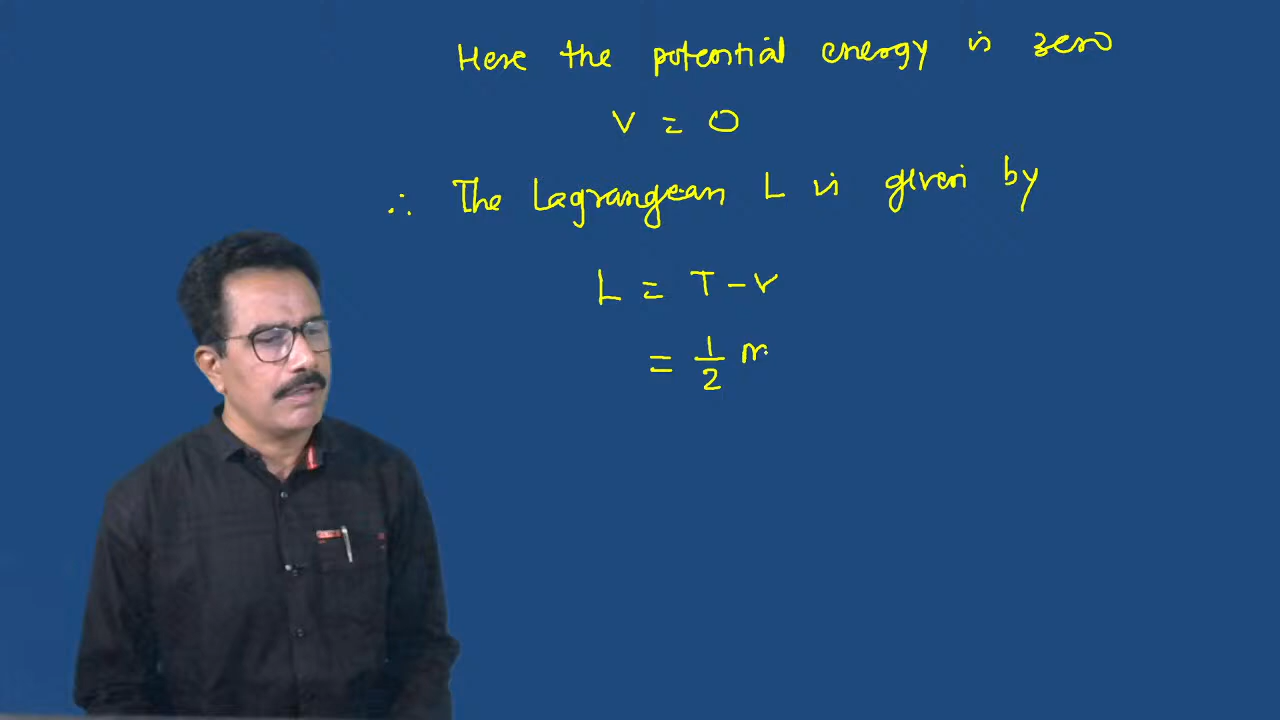 Here the potential energy is zero
V = 0
∴ The Lagrangean L is given by
L = T - V
= 1/2 m